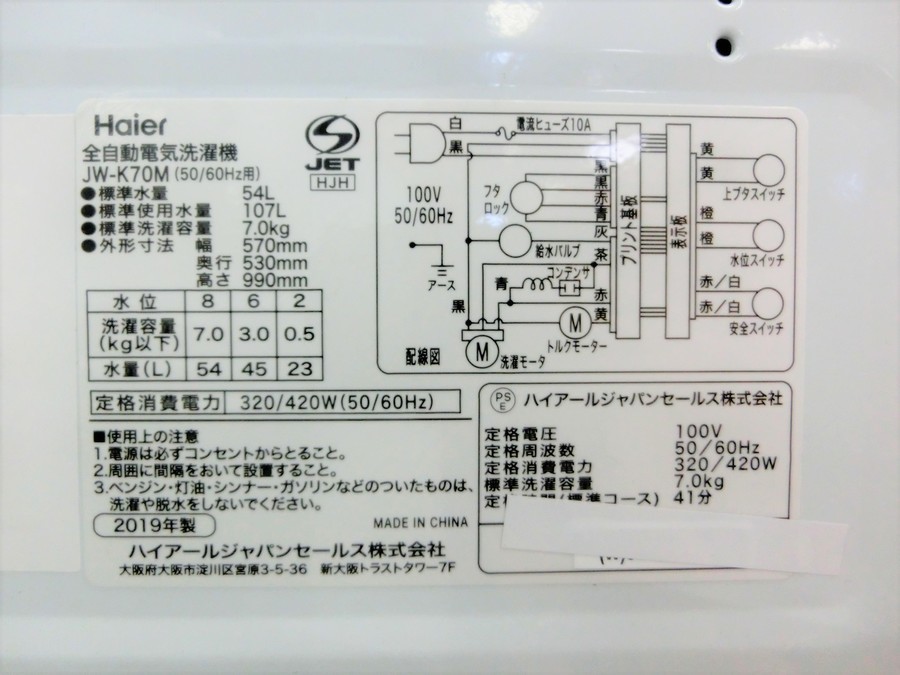 Haier
全自動電気洗濯機
JW-K70M (50/60Hz用)
●標準水量 54L
●標準使用水量 107L
●標準洗濯容量 7.0kg
●外形寸法 幅 570mm
奥行 530mm
高さ 990mm
S
JET
HJH
水位 8 6 2
洗濯容量(kg以下) 7.0 3.0 0.5
水量(L) 54 45 23
定格消費電力 320/420W(50/60Hz)
■使用上の注意
1.電源は必ずコンセントからとること。
2.周囲に間隔をおいて設置すること。
3.ベンジン・灯油・シンナー・ガソリンなどのついたものは、
洗濯や脱水をしないでください。
2019年製
MADE IN CHINA
ハイアールジャパンセールス株式会社
大阪府大阪市淀川区宮原3-5-36 新大阪トラストタワー7F
白
電流ヒューズ10A
黒
100V
50/60Hz
アース
フタ
ロック
黒
黒
赤
青
灰
給水バルブ
茶
コンデンサ
青
赤
黒
黄
M
トルクモーター
M
洗濯モータ
配線図
プリント基板
表示板
黄
黄
上ブタスイッチ
橙
橙
水位スイッチ
赤/白
赤/白
安全スイッチ
PS
E
ハイアールジャパンセールス株式会社
定格電圧 100V
定格周波数 50/60Hz
定格消費電力 320/420W
標準洗濯容量 7.0kg
定 (標準コース) 41分